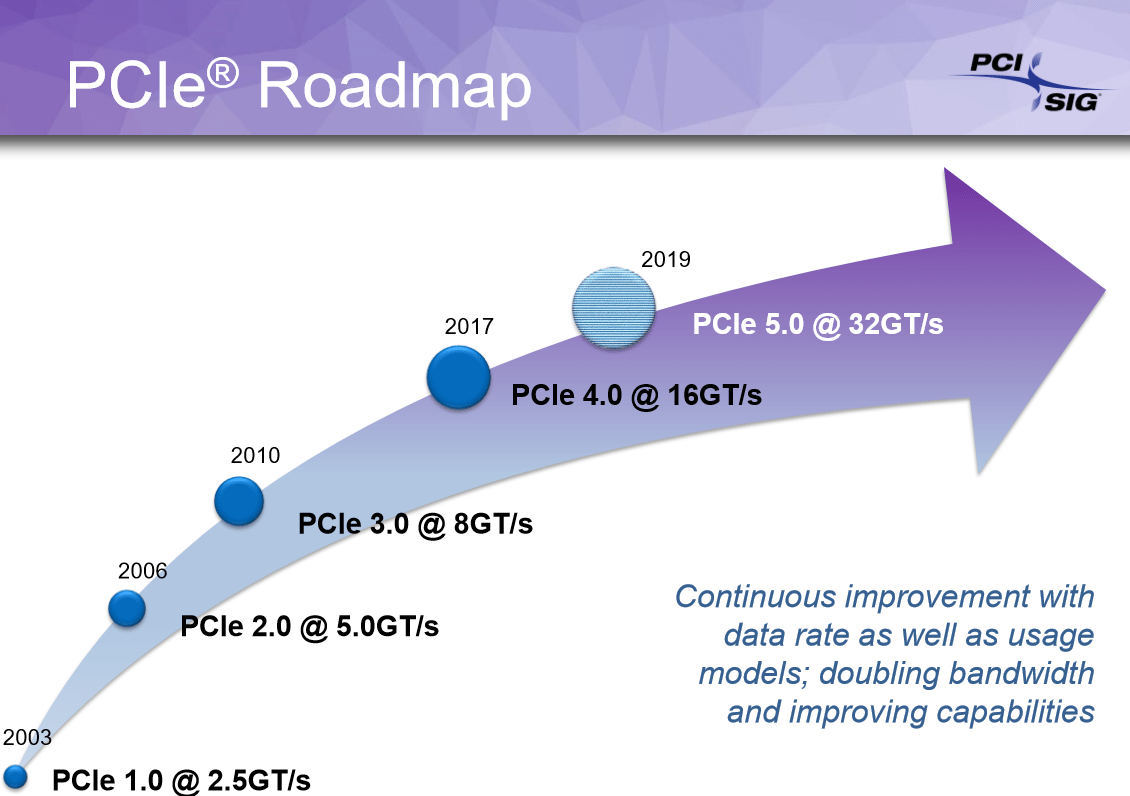 PCIe® Roadmap
PCI
SIG
2019
PCIe 5.0 @ 32GT/s
2017
PCIe 4.0 @ 16GT/s
2010
PCIe 3.0 @ 8GT/s
2006
PCIe 2.0 @ 5.0GT/s
2003
PCIe 1.0 @ 2.5GT/s
Continuous improvement with
data rate as well as usage
models; doubling bandwidth
and improving capabilities